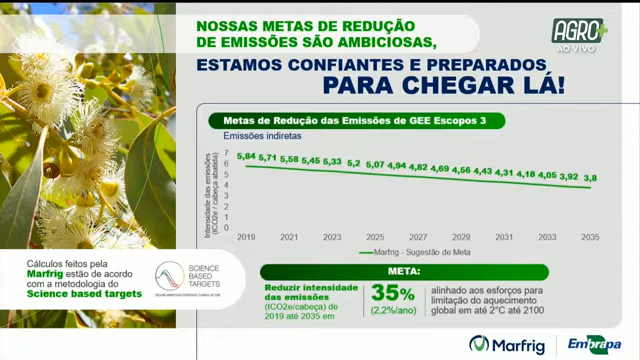 NOSSAS METAS DE REDUÇÃO
DE EMISSÕES SÃO AMBICIOSAS,
AGRO+
AO VIVO
ESTAMOS CONFIANTES E PREPARADOS
PARA CHEGAR LÁ!
Metas de Redução das Emissões de GEE Escopos 3
Emissões indiretas
Intensidade das emissões
(tCO2e / cabeça abatida)
7
6
5
4
3
2
1
0
5,84 5,71 5,58 5,45 5,33 5,2 5,07 4,94 4,82 4,69 4,56 4,43 4,31 4,18 4,05 3,92 3,8
2019 2021 2023 2025 2027 2029 2031 2033 2035
Marfrig - Sugestão de Meta
Cálculos feitos pela
Marfrig estão de acordo
com a metodologia do
Science based targets
SCIENCE
BASED
TARGETS
META:
Reduzir intensidade
das emissões
(tCO2e/cabeça) de
2019 até 2035 em
35%
(2,2%/ano)
alinhado aos esforços para
limitação do aquecimento
global em até 2°C até 2100
Marfrig
Embrapa